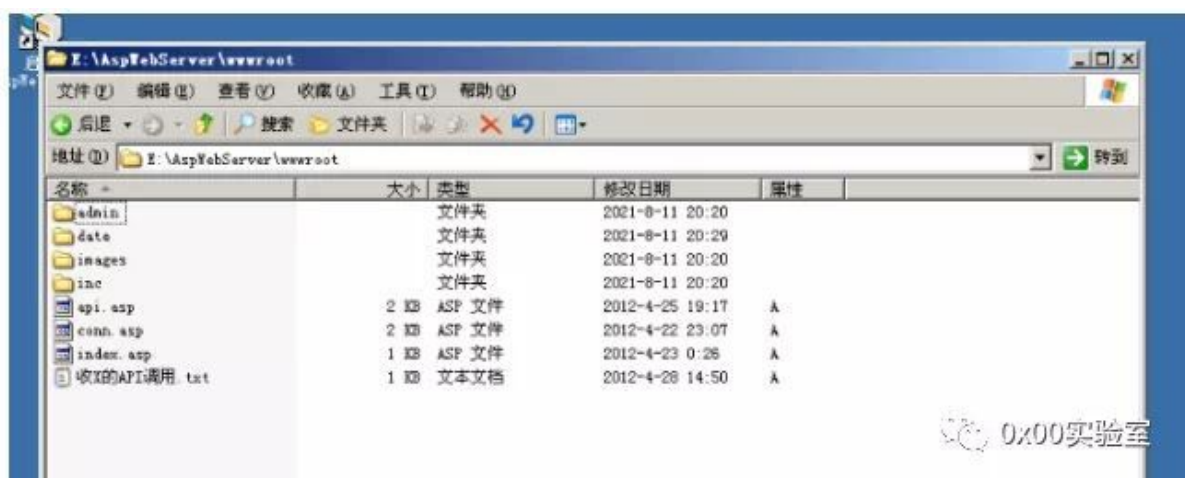 E:\AspWebServer\wwwroot
文件(F) 编辑(E) 查看(V) 收藏(A) 工具(T) 帮助(H)
后退 搜索 文件夹
地址(D) E:\AspWebServer\wwwroot 转到
名称 大小 类型 修改日期 属性
admin 文件夹 2021-8-11 20:20
date 文件夹 2021-8-11 20:29
images 文件夹 2021-8-11 20:20
inc 文件夹 2021-8-11 20:20
api.asp 2 KB ASP 文件 2012-4-25 19:17 A
conn.asp 2 KB ASP 文件 2012-4-22 23:07 A
index.asp 1 KB ASP 文件 2012-4-23 0:26 A
收X的API调用.txt 1 KB 文本文档 2012-4-28 14:50 A
0x00实验室